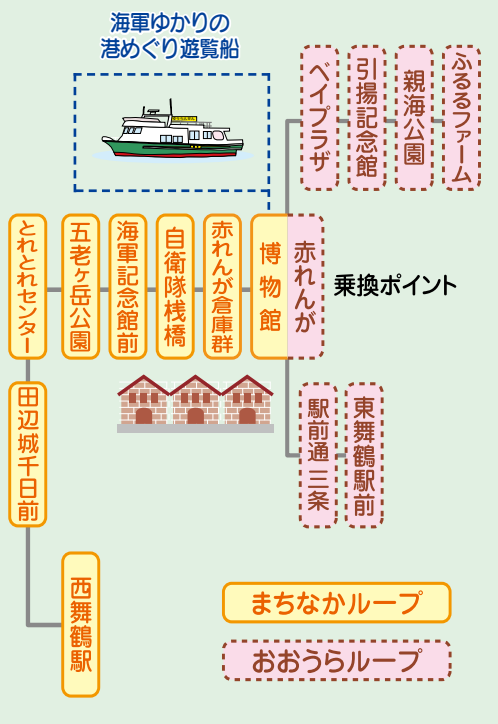 海軍ゆかりの
港めぐり遊覧船
ベイプラザ
引揚記念館
親海公園
ふるるファーム
とれとれセンター
五老ヶ岳公園
海軍記念館前
自衛隊桟橋
赤れんが倉庫群
博物館
赤れんが
乗換ポイント
田辺城千日前
駅前通三条
東舞鶴駅前
西舞鶴駅
まちなかループ
おおうらループ